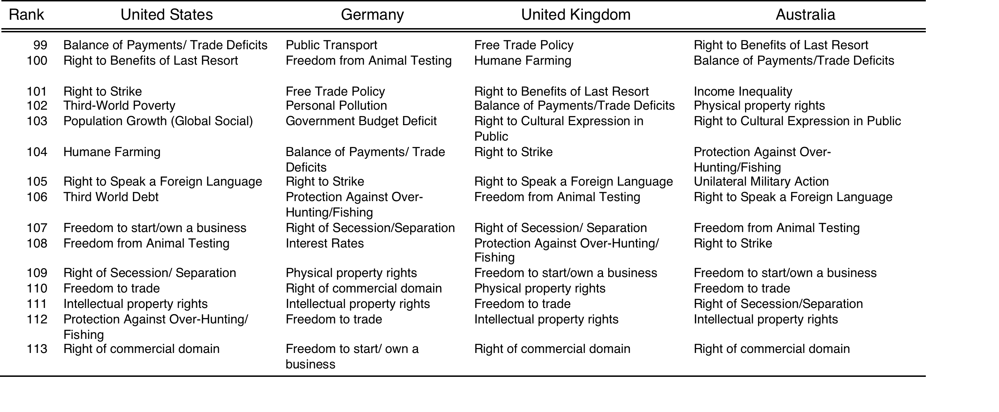 Rank United States Germany United Kingdom Australia
99 Balance of Payments/ Trade Deficits Public Transport Free Trade Policy Right to Benefits of Last Resort
100 Right to Benefits of Last Resort Freedom from Animal Testing Humane Farming Balance of Payments/Trade Deficits
101 Right to Strike Free Trade Policy Right to Benefits of Last Resort Income Inequality
102 Third-World Poverty Personal Pollution Balance of Payments/Trade Deficits Physical property rights
103 Population Growth (Global Social) Government Budget Deficit Right to Cultural Expression in Right to Cultural Expression in Public
Public
104 Humane Farming Balance of Payments/ Trade Right to Strike Protection Against Over-
Deficits Hunting/Fishing
105 Right to Speak a Foreign Language Right to Strike Right to Speak a Foreign Language Unilateral Military Action
106 Third World Debt Protection Against Over- Freedom from Animal Testing Right to Speak a Foreign Language
Hunting/Fishing
107 Freedom to start/own a business Right of Secession/Separation Right of Secession/ Separation Freedom from Animal Testing
108 Freedom from Animal Testing Interest Rates Protection Against Over-Hunting/ Right to Strike
Fishing
109 Right of Secession/ Separation Physical property rights Freedom to start/own a business Freedom to start/own a business
110 Freedom to trade Right of commercial domain Physical property rights Freedom to trade
111 Intellectual property rights Intellectual property rights Freedom to trade Right of Secession/Separation
112 Protection Against Over-Hunting/ Freedom to trade Intellectual property rights Intellectual property rights
Fishing
113 Right of commercial domain Freedom to start/ own a Right of commercial domain Right of commercial domain
business